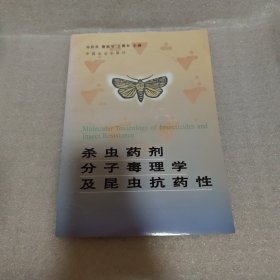 Molecular Toxicology of Insecticides and
Insect Resistance
杀虫药剂
分子毒理学
及昆虫抗药性